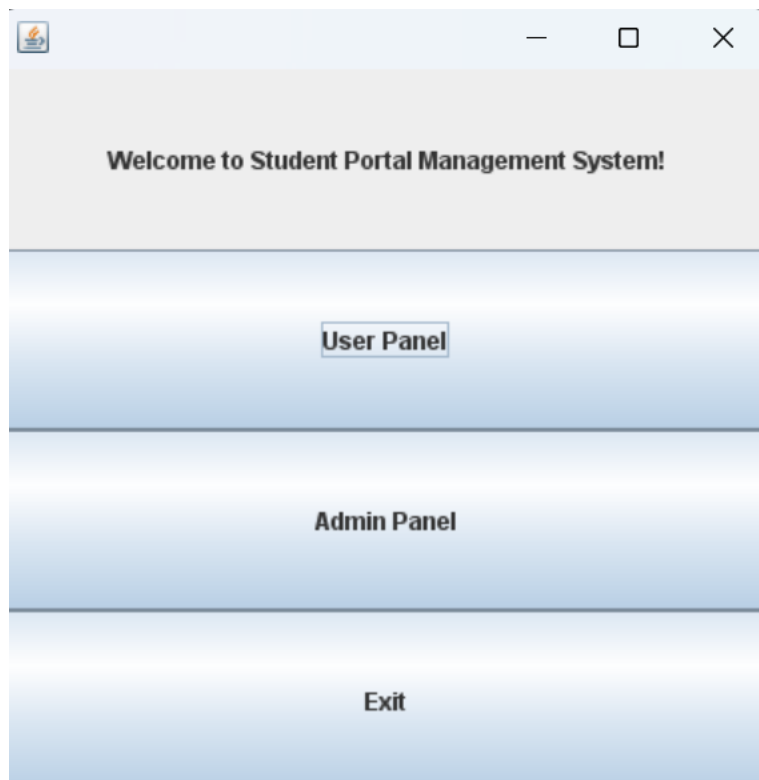 Welcome to Student Portal Management System!
User Panel
Admin Panel
Exit